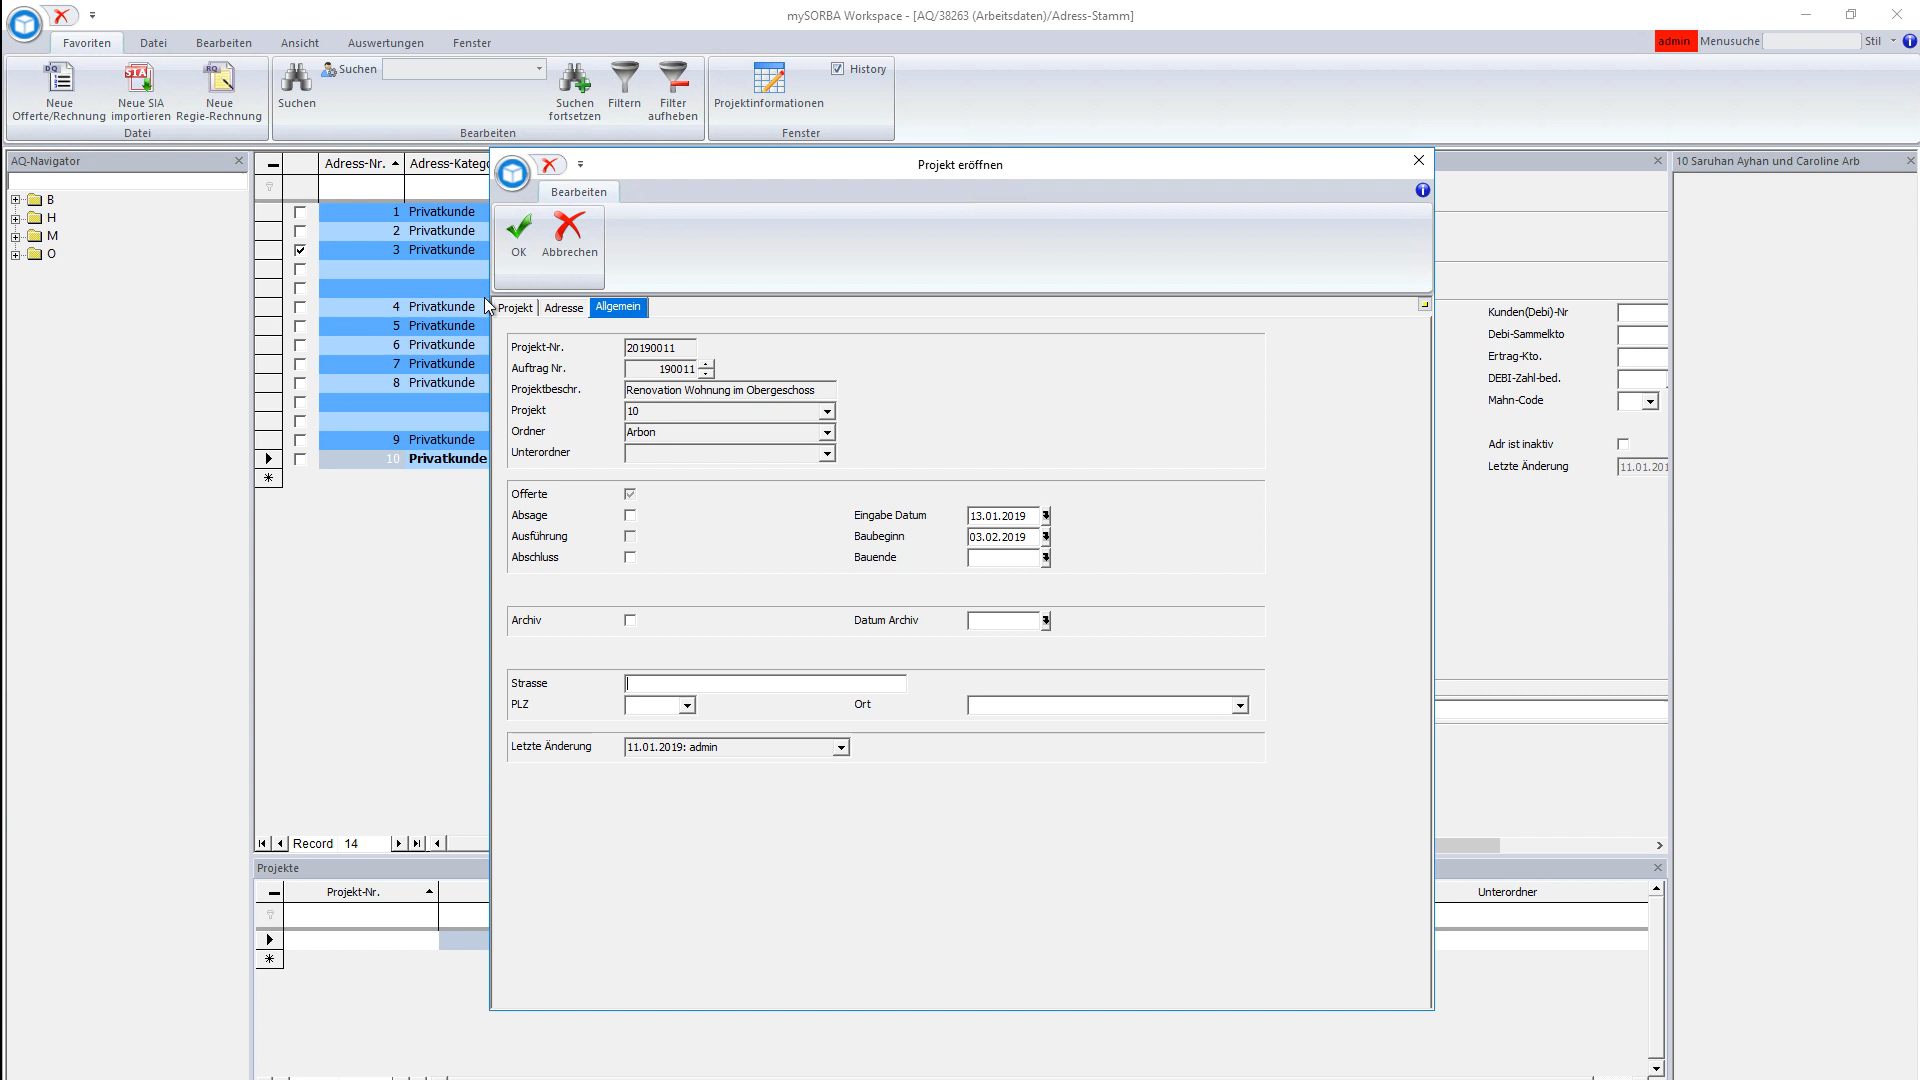 mySORBA Workspace - [AQ/38263 (Arbeitsdaten)/Adress-Stamm]
Favoriten Datei Bearbeiten Ansicht Auswertungen Fenster
admin Menusuche Stil
Neue Offerte/Rechnung
Neue SIA importieren
Neue Regie-Rechnung
Datei
Suchen
Suchen
Suchen fortsetzen
Filtern
Filter aufheben
Bearbeiten
Projektinformationen
History
Fenster
AQ-Navigator
B
H
M
O
Adress-Nr. Adress-Katego
1 Privatkunde
2 Privatkunde
3 Privatkunde
4 Privatkunde
5 Privatkunde
6 Privatkunde
7 Privatkunde
8 Privatkunde
9 Privatkunde
10 Privatkunde
Record 14
Projekte
Projekt-Nr.
Unterordner
Projekt eröffnen
Bearbeiten
OK Abbrechen
Projekt Adresse Allgemein
Projekt-Nr. 20190011
Auftrag Nr. 190011
Projektbeschr. Renovation Wohnung im Obergeschoss
Projekt 10
Ordner Arbon
Unterordner
Offerte
Absage Eingabe Datum 13.01.2019
Ausführung Baubeginn 03.02.2019
Abschluss Bauende
Archiv Datum Archiv
Strasse
PLZ Ort
Letzte Änderung 11.01.2019: admin
10 Saruhan Ayhan und Caroline Arb
Kunden(Debi)-Nr
Debi-Sammelkto
Ertrag-Kto.
DEBI-Zahl-bed.
Mahn-Code
Adr ist inaktiv
Letzte Änderung 11.01.201